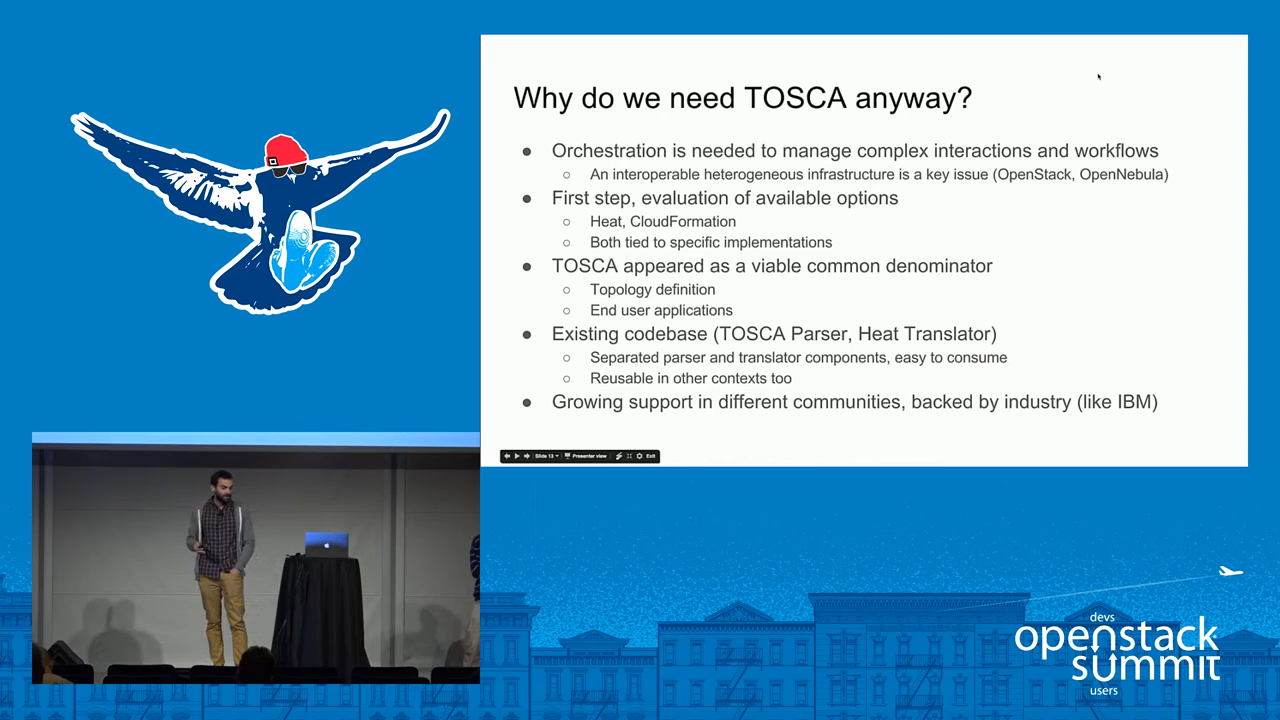 Why do we need TOSCA anyway?
● Orchestration is needed to manage complex interactions and workflows
○ An interoperable heterogeneous infrastructure is a key issue (OpenStack, OpenNebula)
● First step, evaluation of available options
○ Heat, CloudFormation
○ Both tied to specific implementations
● TOSCA appeared as a viable common denominator
○ Topology definition
○ End user applications
● Existing codebase (TOSCA Parser, Heat Translator)
○ Separated parser and translator components, easy to consume
○ Reusable in other contexts too
● Growing support in different communities, backed by industry (like IBM)
Slide 13 Presenter view Exit
devs
openstack
summit
users